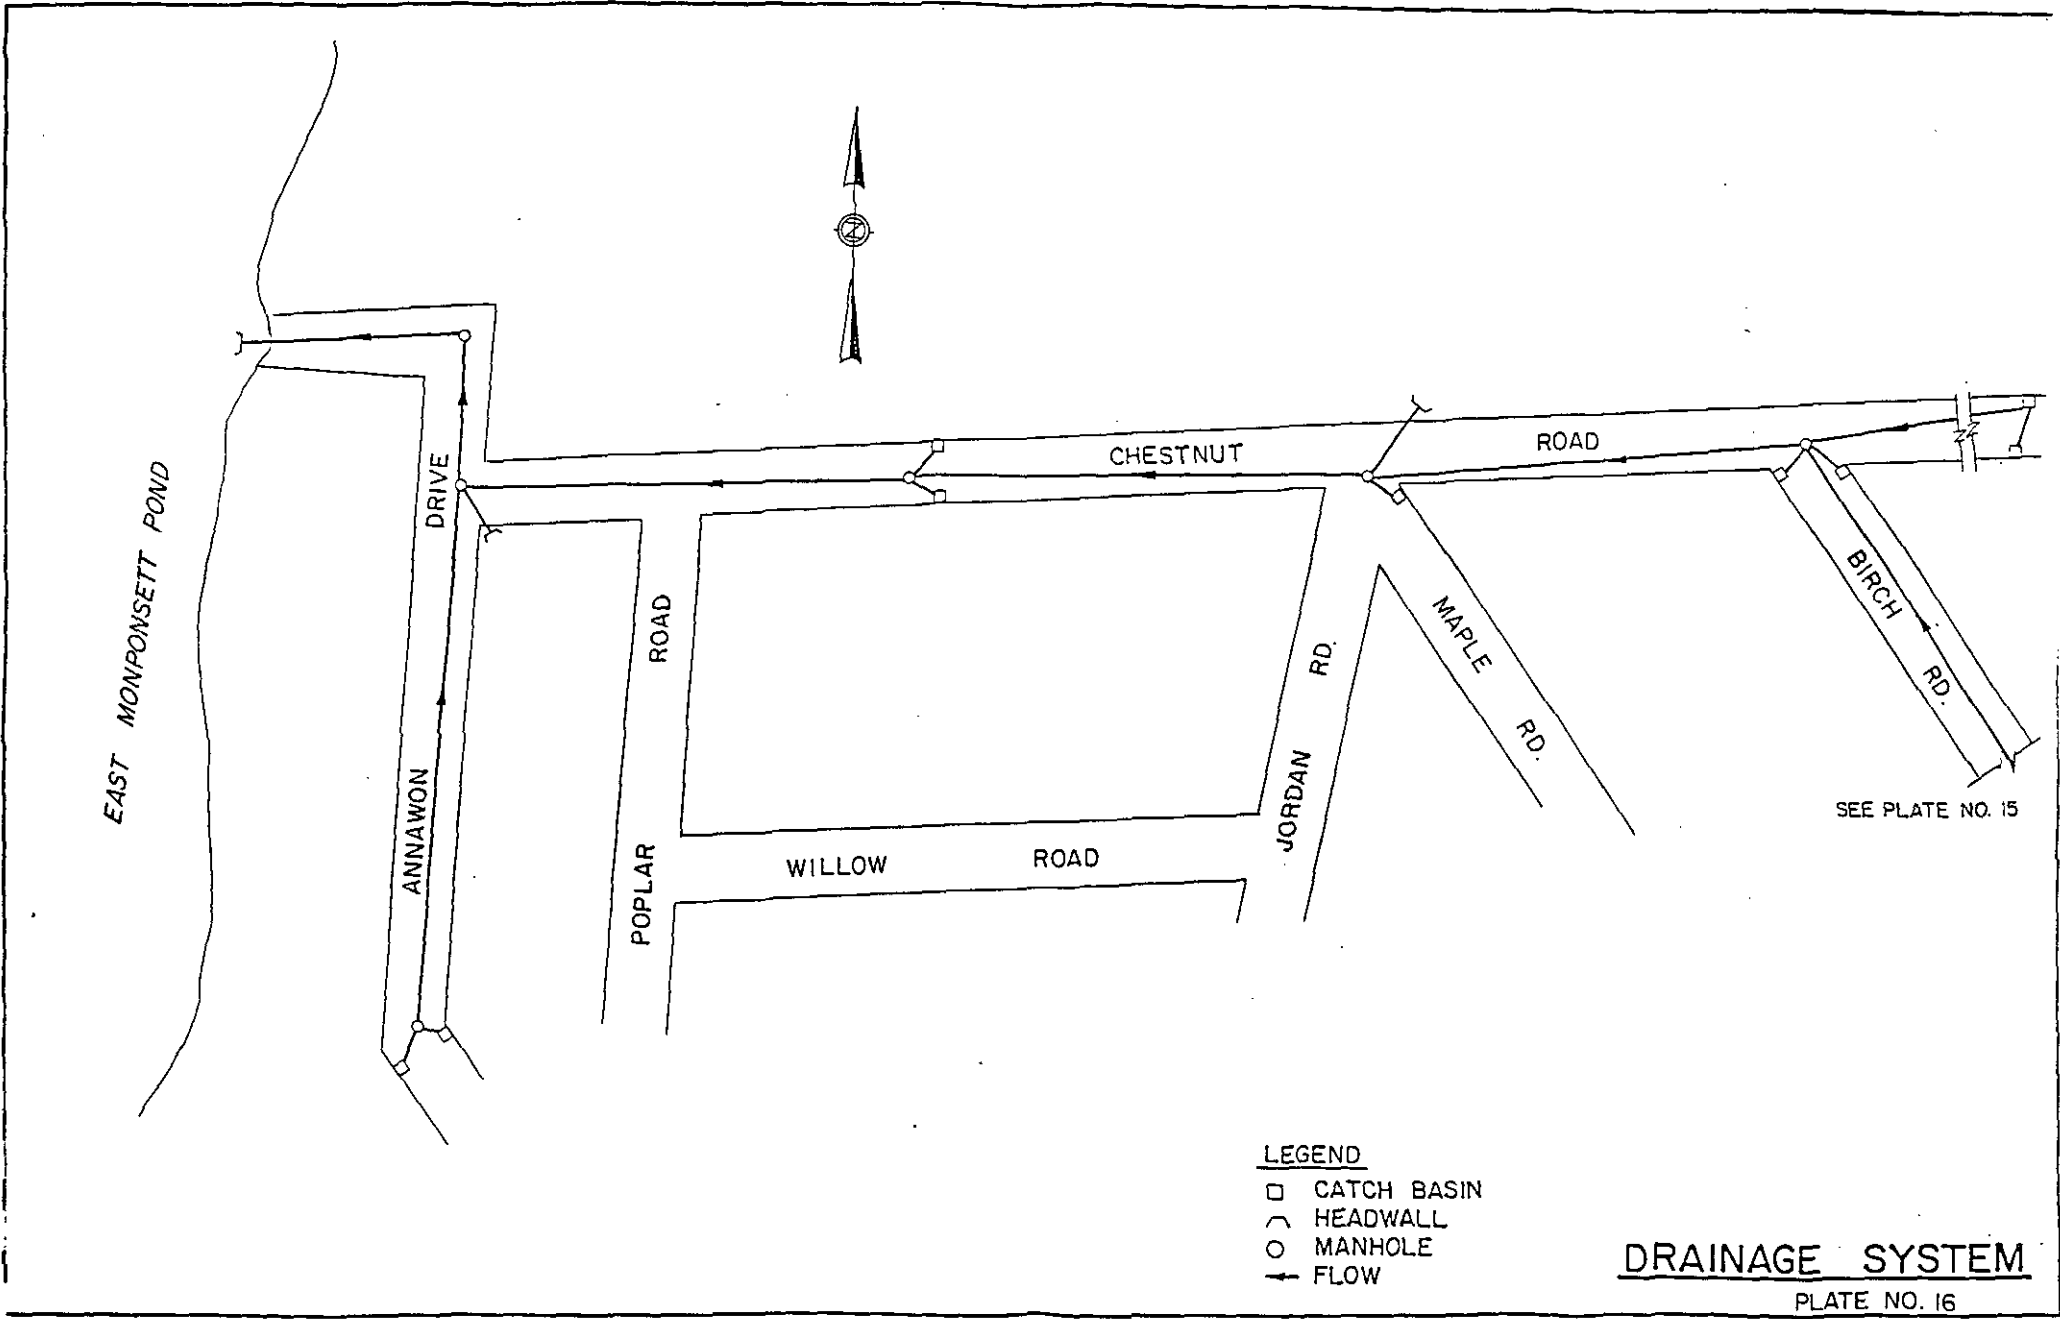 EAST MONPONSETT POND
ANNAWON DRIVE
CHESTNUT ROAD
POPLAR ROAD
WILLOW ROAD
JORDAN RD.
MAPLE RD.
BIRCH RD.
SEE PLATE NO. 15
N
LEGEND
CATCH BASIN
HEADWALL
MANHOLE
FLOW
DRAINAGE SYSTEM
PLATE NO. 16